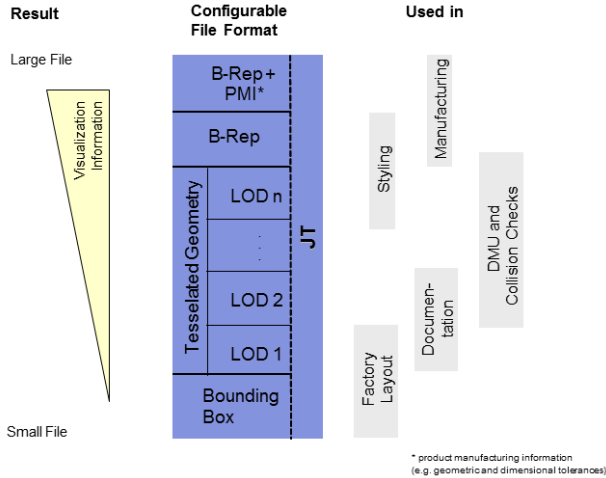 Result
Configurable
File Format
Used in
Large File
Visualization
Information
Small File
B-Rep +
PMI*
B-Rep
Tesselated Geometry
LOD n
. . .
LOD 2
LOD 1
Bounding
Box
JT
Manufacturing
Styling
DMU and
Collision Checks
Documen-
tation
Factory
Layout
* product manufacturing information
(e.g. geometric and dimensional tolerances)